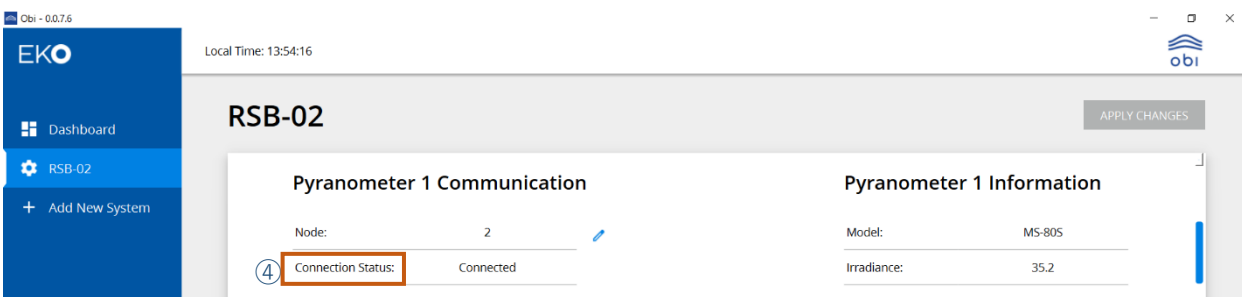 Obi - 0.0.7.6
EKO
Local Time: 13:54:16
obi
RSB-02
APPLY CHANGES
Dashboard
RSB-02
+ Add New System
Pyranometer 1 Communication
Pyranometer 1 Information
Node: 2
Model: MS-80S
④ Connection Status: Connected
Irradiance: 35.2